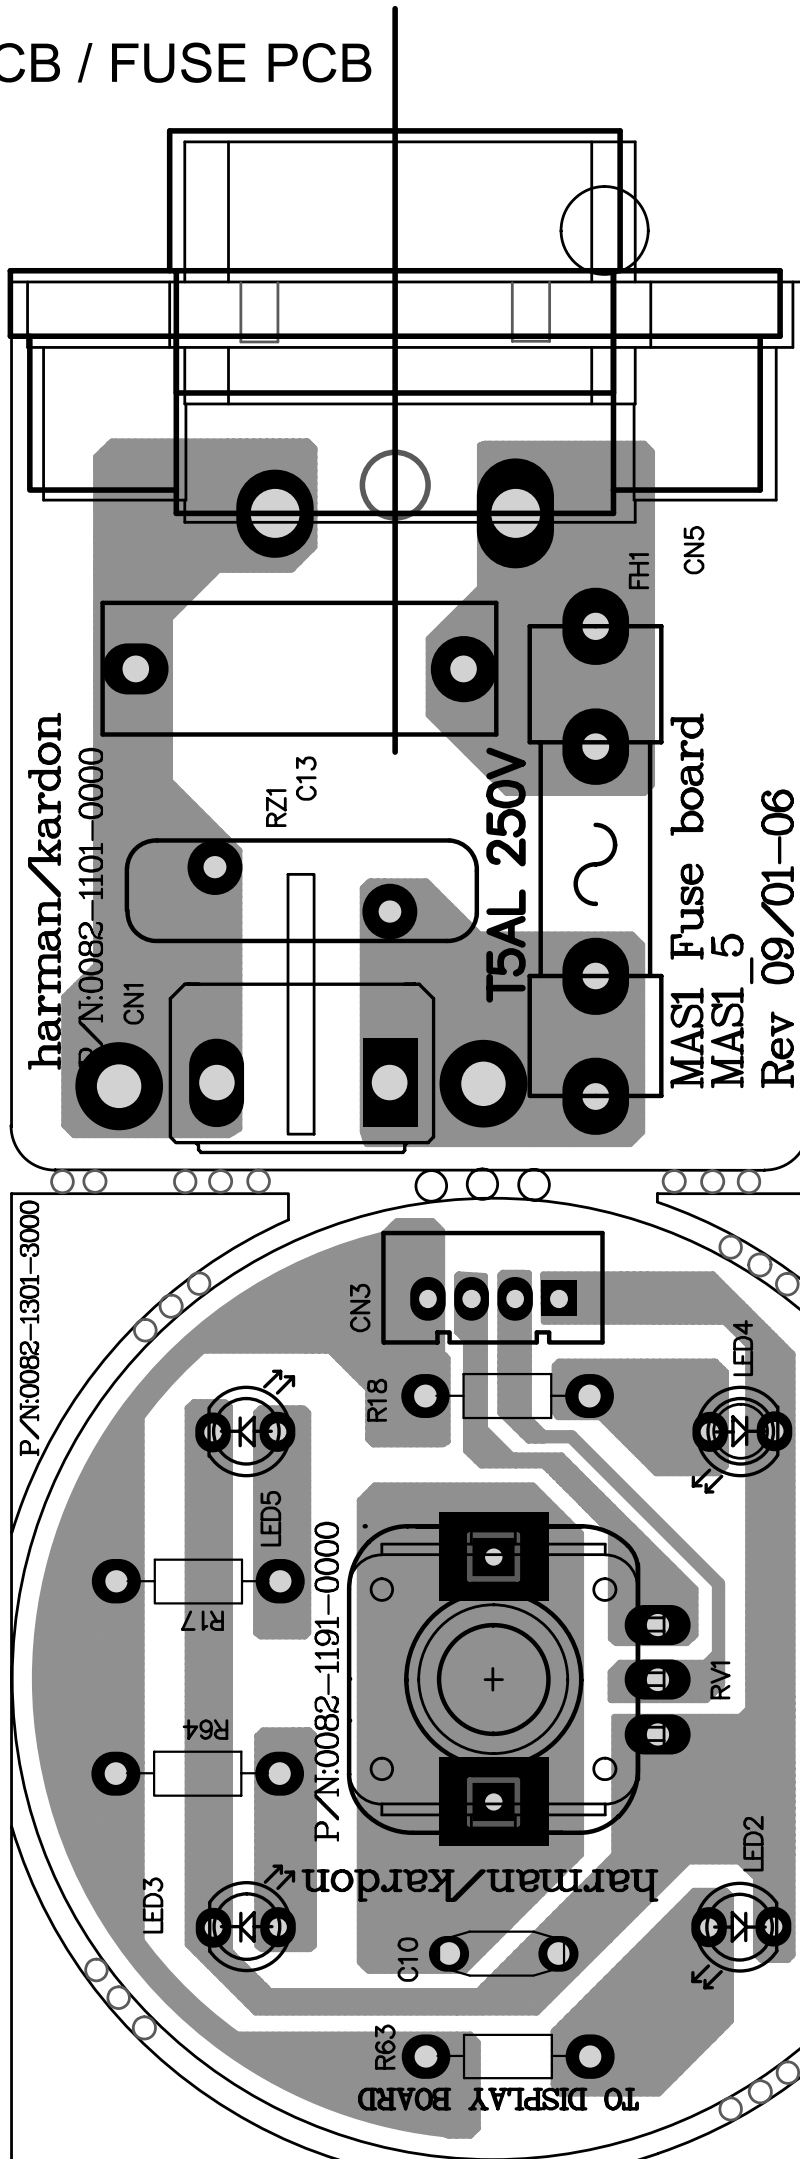 CB / FUSE PCB
FH1
CN5
harman/kardon
P/N:0082-1101-0000
CN1
RZ1
C13
T5AL 250V
MAS1 Fuse board
MAS1_5
Rev 09/01-06
P/N:0082-1301-3000
CN3
R18
LED4
LED5
R17
P/N:0082-1191-0000
RV1
R64
LED3
LED2
harman/kardon
C10
R63
TO DISPLAY BOARD